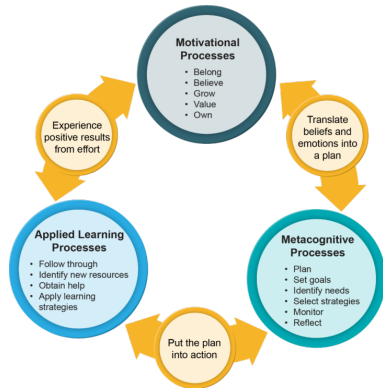 Motivational
Processes
• Belong
• Believe
• Grow
• Value
• Own
Experience
positive results
from effort
Translate
beliefs and
emotions into
a plan
Applied Learning
Processes
• Follow through
• Identify new resources
• Obtain help
• Apply learning
strategies
Metacognitive
Processes
• Plan
• Set goals
• Identify needs
• Select strategies
• Monitor
• Reflect
Put the plan
into action